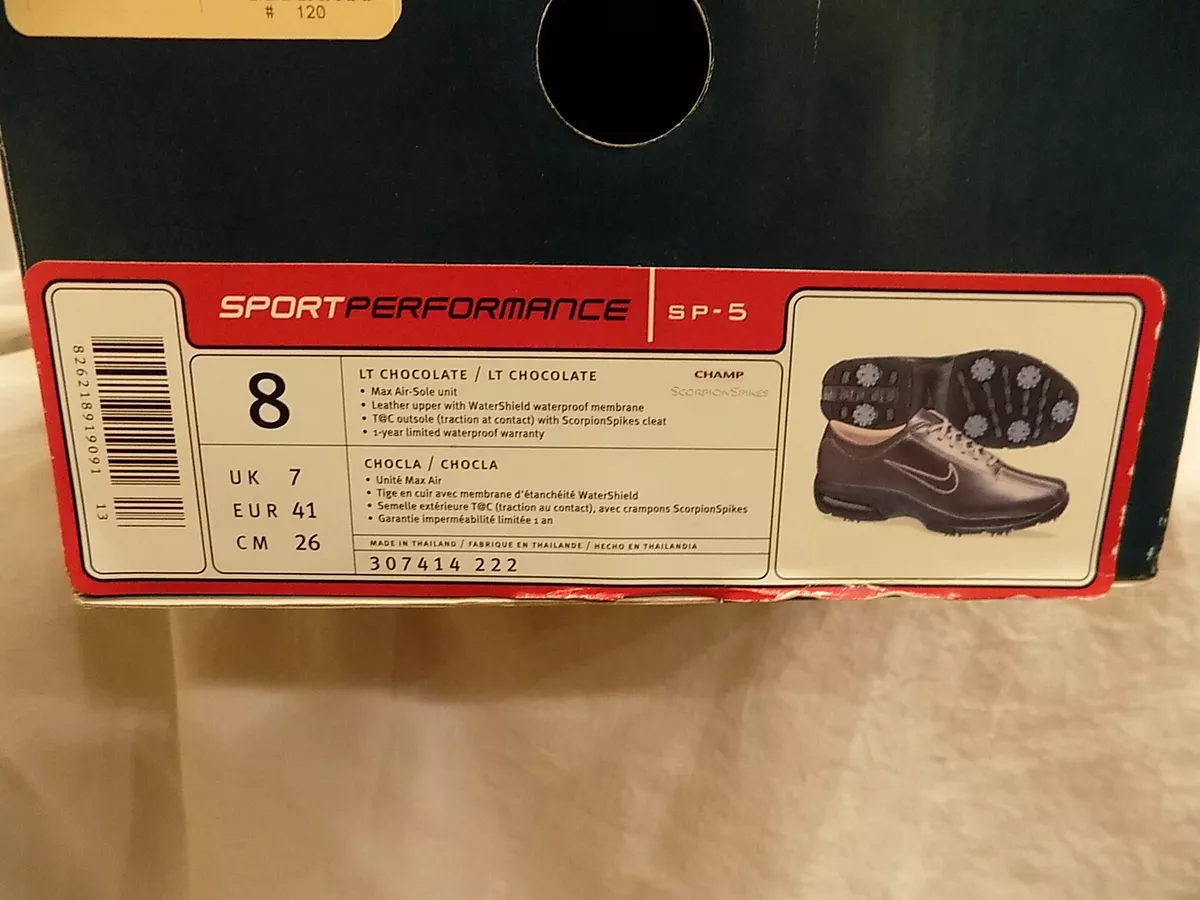 # 120
SPORTPERFORMANCE | SP-5
826218919091 13
8
UK 7
EUR 41
CM 26
LT CHOCOLATE / LT CHOCOLATE
• Max Air-Sole unit
• Leather upper with WaterShield waterproof membrane
• T@C outsole (traction at contact) with ScorpionSpikes cleat
• 1-year limited waterproof warranty
CHAMP
ScorpionSpikes
CHOCLA / CHOCLA
• Unité Max Air
• Tige en cuir avec membrane d'étanchéité WaterShield
• Semelle extérieure T@C (traction au contact), avec crampons ScorpionSpikes
• Garantie imperméabilité limitée 1 an
MADE IN THAILAND / FABRIQUE EN THAILANDE / HECHO EN THAILANDIA
307414 222